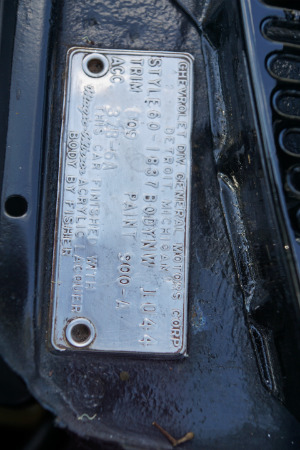 CHEVROLET DIV GENERAL MOTORS CORP
DETROIT MICHIGAN
STYLE 60 1837 BODY NW 1044
TRIM PAINT 900-A
ACC
THIS CAR FINISHED WITH
Magic-Mirror ACRYLIC LACQUER
BODY BY FISHER